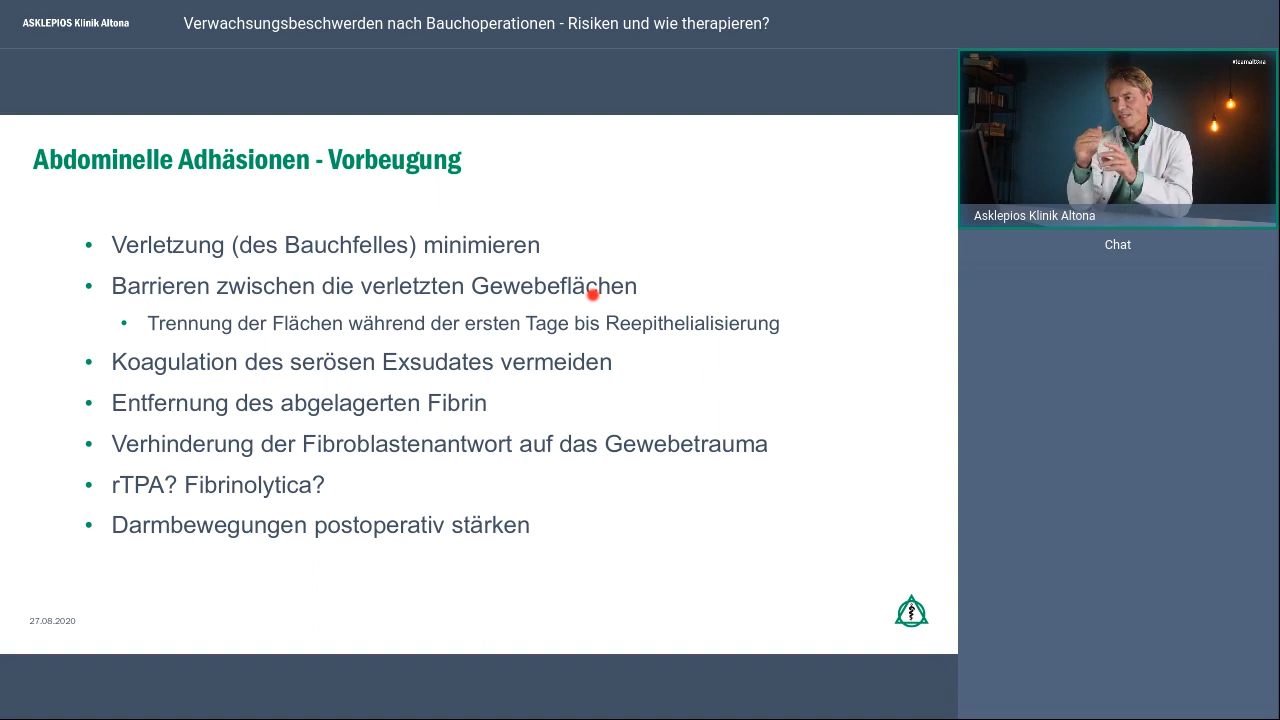 ASKLEPIOS Klinik Altona
Verwachsungsbeschwerden nach Bauchoperationen - Risiken und wie therapieren?
#teamaltona
Asklepios Klinik Altona
Chat
Abdominelle Adhäsionen - Vorbeugung
• Verletzung (des Bauchfelles) minimieren
• Barrieren zwischen die verletzten Gewebeflächen
• Trennung der Flächen während der ersten Tage bis Reepithelialisierung
• Koagulation des serösen Exsudates vermeiden
• Entfernung des abgelagerten Fibrin
• Verhinderung der Fibroblastenantwort auf das Gewebetrauma
• rTPA? Fibrinolytica?
• Darmbewegungen postoperativ stärken
27.08.2020